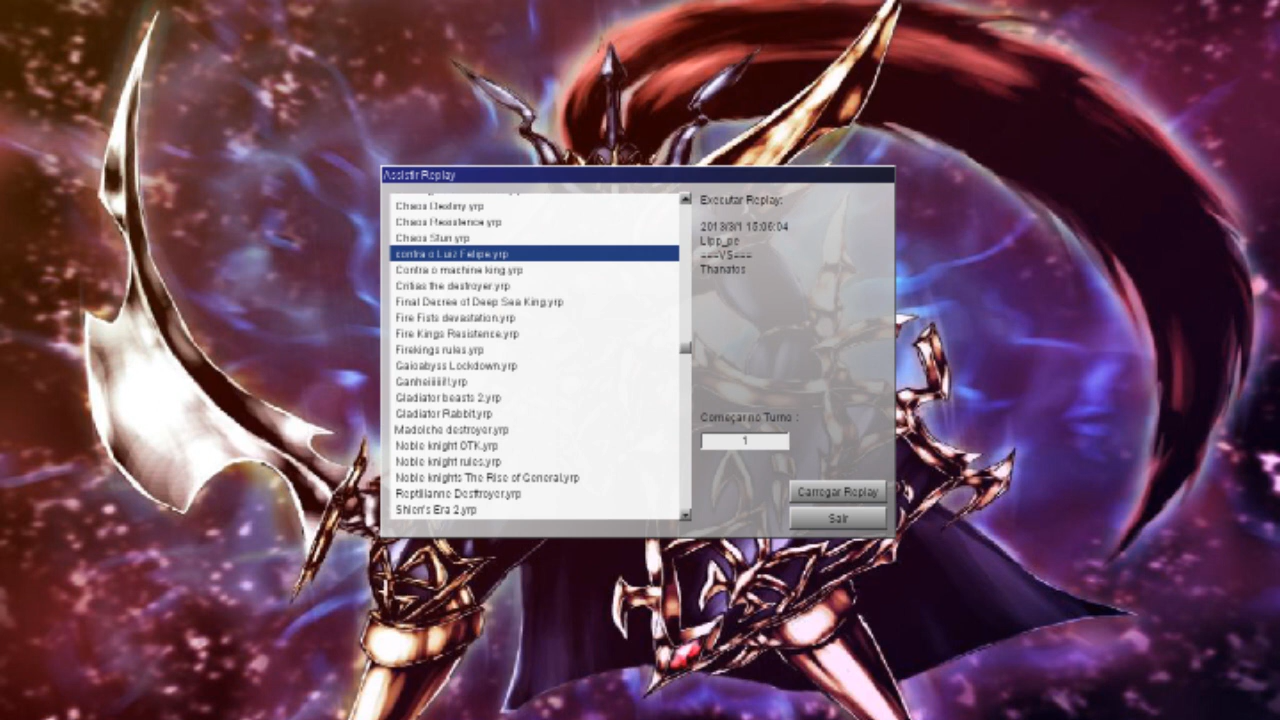 Assistir Replay
Chaos Destiny.yrp
Chaos Resistence.yrp
Chaos Stun.yrp
contra o Luiz Felipe.yrp
Contra o machine king.yrp
Critias the destroyer.yrp
Final Decree of Deep Sea King.yrp
Fire Fists devastation.yrp
Fire Kings Resistence.yrp
Firekings rules.yrp
Gaioabyss Lockdown.yrp
Gladiator beasts 2.yrp
Gladiator Rabbit.yrp
Madolche destroyer.yrp
Noble knight OTK.yrp
Noble knight rules.yrp
Noble knights The Rise of General.yrp
Reptilianne Destroyer.yrp
Shien's Era 2.yrp
Executar Replay:
2013/3/1 15:06:04
Lipp_pe
===VS===
Thanatos
Começar no Turno :
1
Carregar Replay
Sair